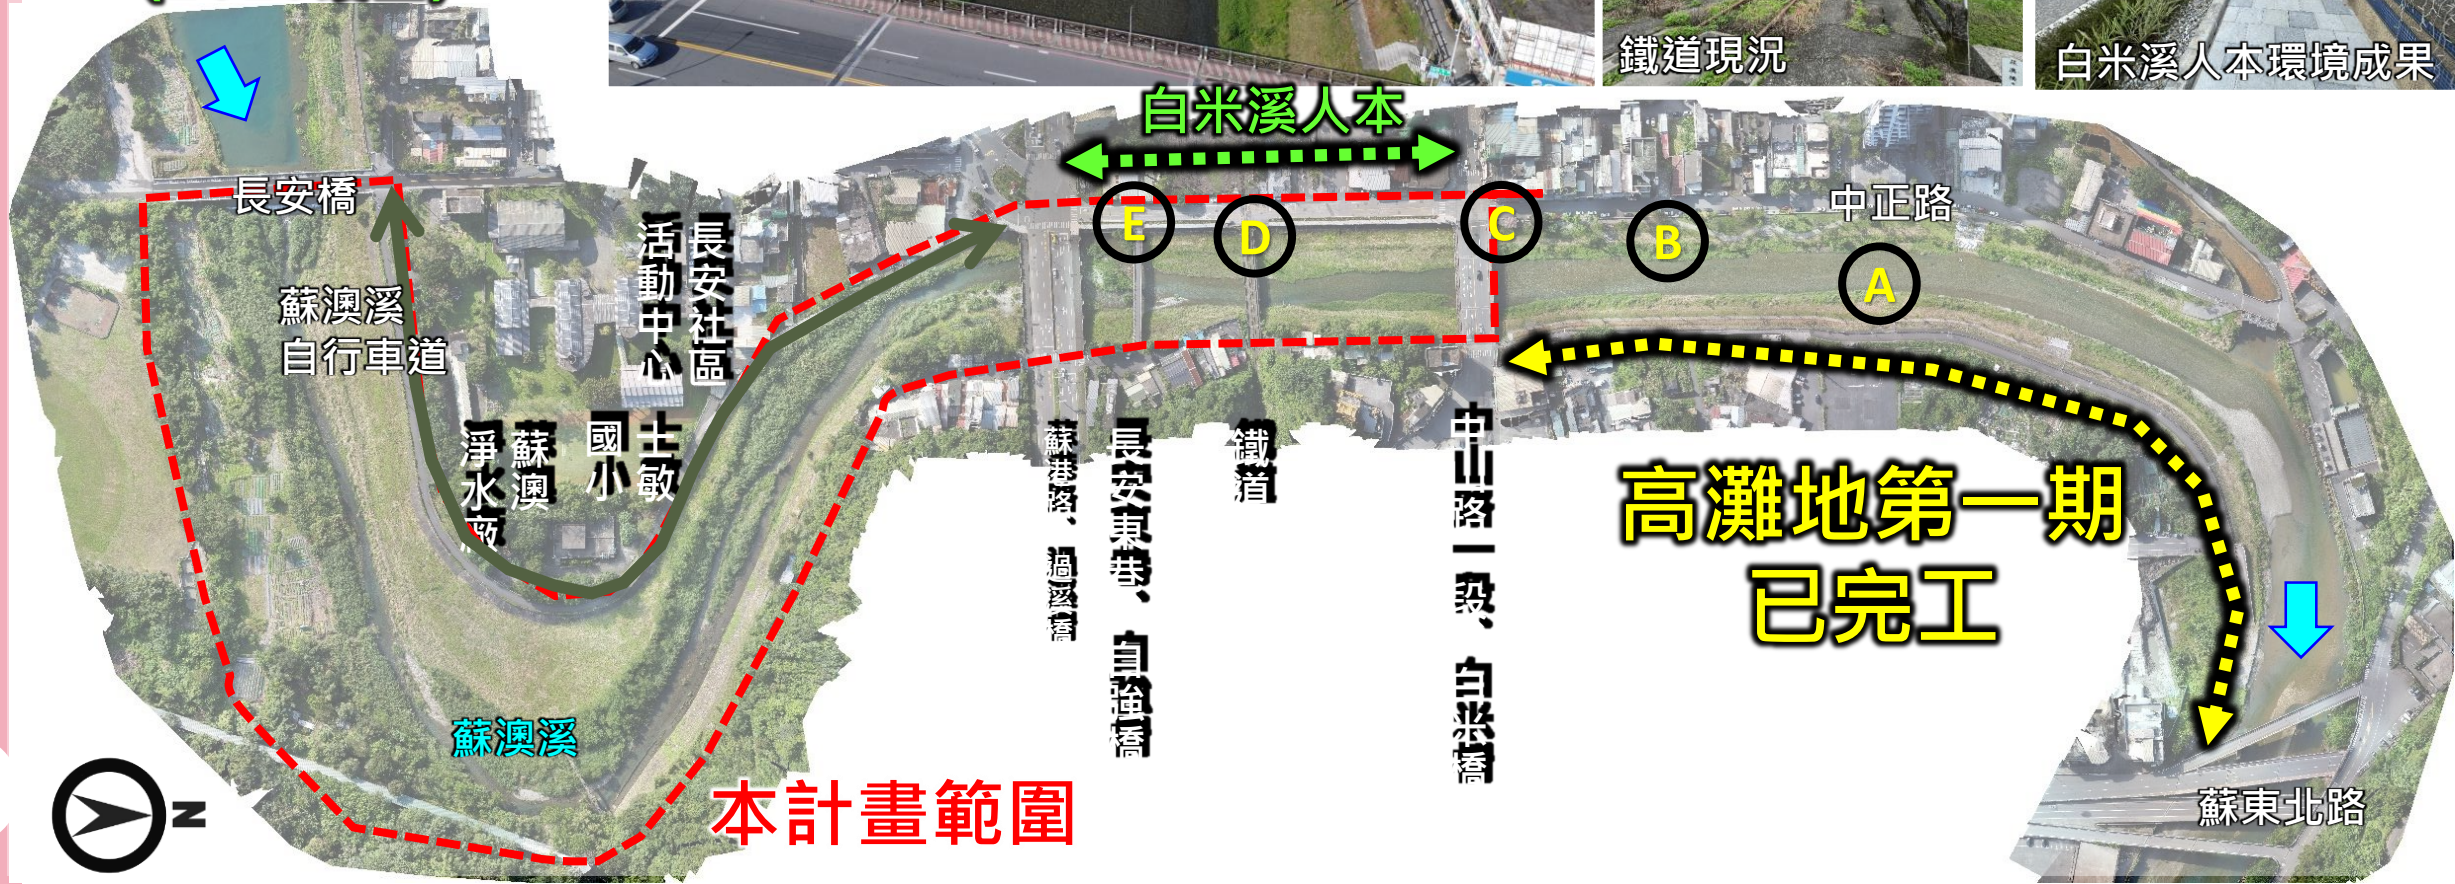 鐵道現況
白米溪人本環境成果
白米溪人本
長安橋
中正路
E
D
C
B
A
蘇澳溪
自行車道
長安社區
活動中心
士敏
國小
蘇澳
淨水廠
蘇港路、過溪橋
長安東巷、自強橋
鐵道
中山路一段、白米橋
高灘地第一期
已完工
蘇澳溪
本計畫範圍
蘇東北路
N